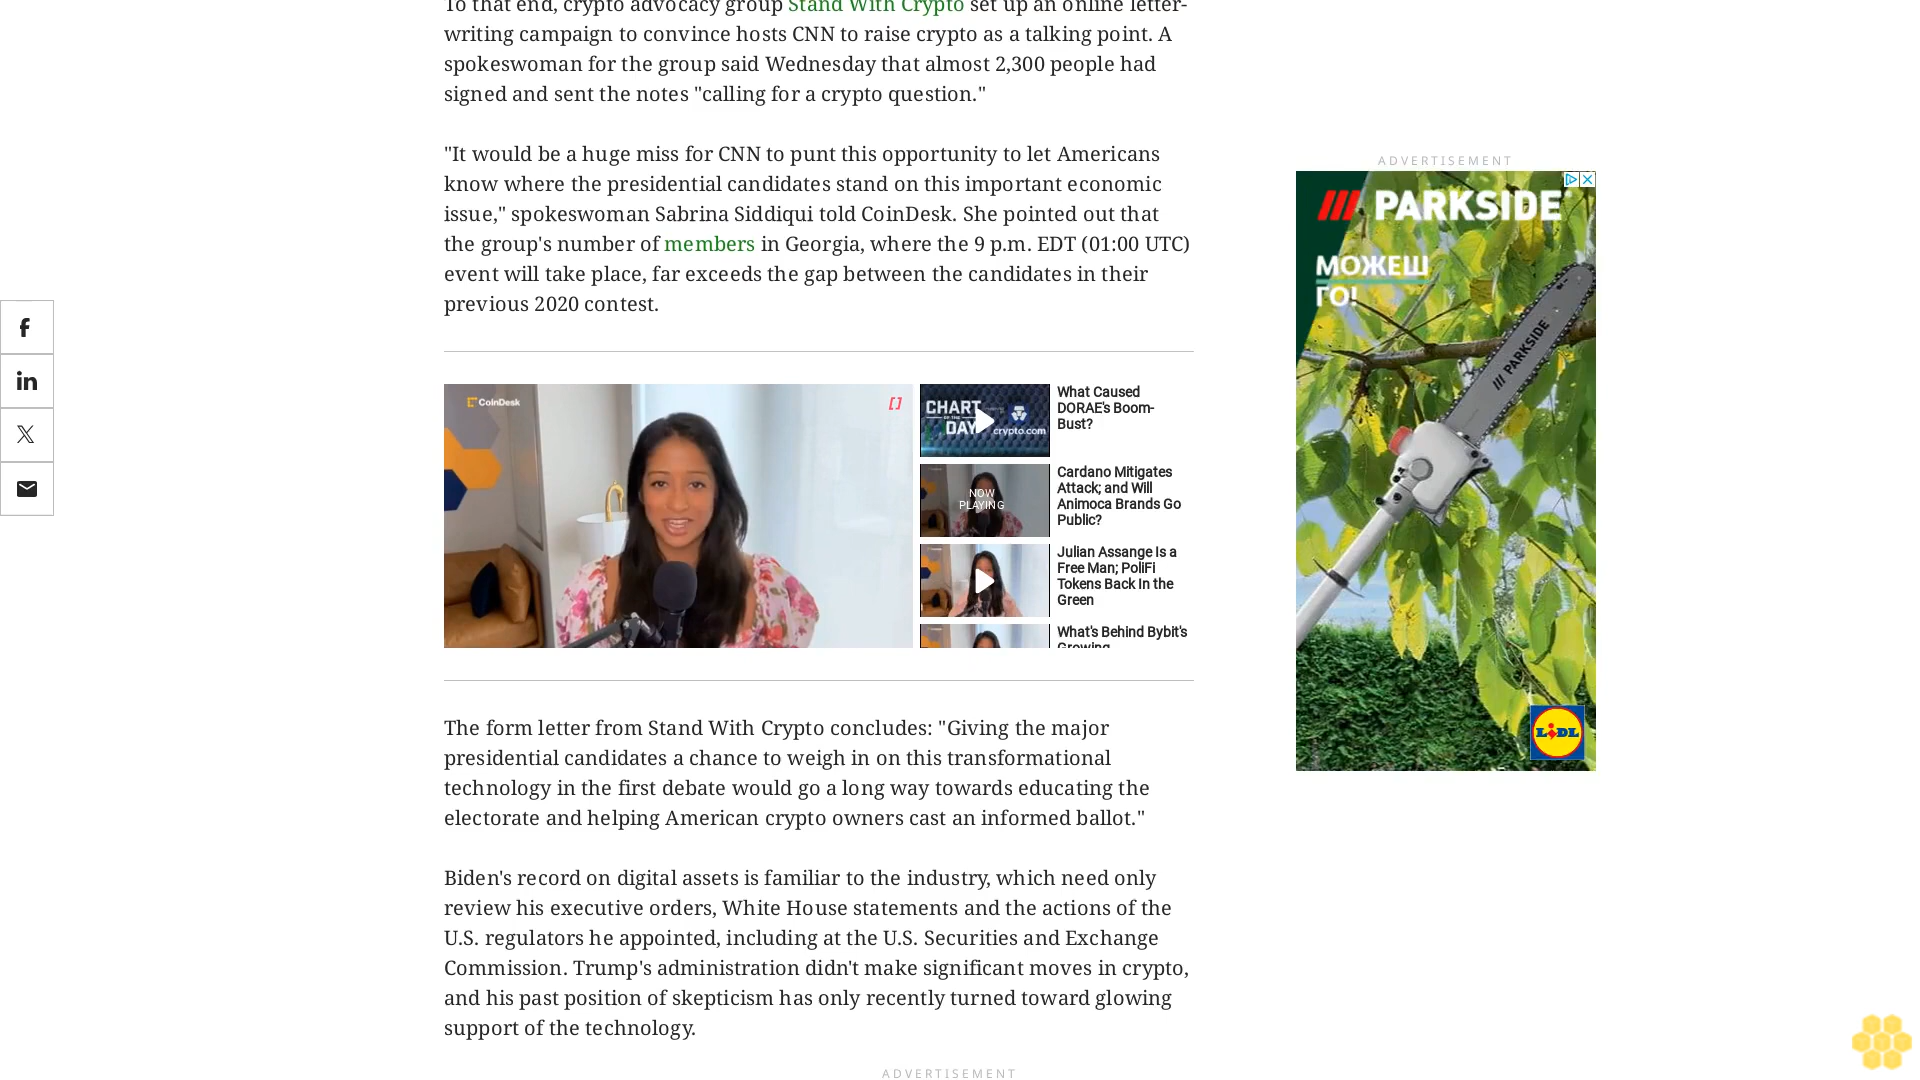 To that end, crypto advocacy group Stand With Crypto set up an online letter-
writing campaign to convince hosts CNN to raise crypto as a talking point. A
spokeswoman for the group said Wednesday that almost 2,300 people had
signed and sent the notes "calling for a crypto question."
"It would be a huge miss for CNN to punt this opportunity to let Americans
know where the presidential candidates stand on this important economic
issue," spokeswoman Sabrina Siddiqui told CoinDesk. She pointed out that
the group's number of members in Georgia, where the 9 p.m. EDT (01:00 UTC)
event will take place, far exceeds the gap between the candidates in their
previous 2020 contest.
CoinDesk
CHART
OF THE
DAY
crypto.com
What Caused
DORAE's Boom-
Bust?
NOW
PLAYING
Cardano Mitigates
Attack; and Will
Animoca Brands Go
Public?
Julian Assange Is a
Free Man; PoliFi
Tokens Back In the
Green
What's Behind Bybit's
Growing
The form letter from Stand With Crypto concludes: "Giving the major
presidential candidates a chance to weigh in on this transformational
technology in the first debate would go a long way towards educating the
electorate and helping American crypto owners cast an informed ballot."
Biden's record on digital assets is familiar to the industry, which need only
review his executive orders, White House statements and the actions of the
U.S. regulators he appointed, including at the U.S. Securities and Exchange
Commission. Trump's administration didn't make significant moves in crypto,
and his past position of skepticism has only recently turned toward glowing
support of the technology.
ADVERTISEMENT
ADVERTISEMENT
/// PARKSIDE
МОЖЕШ
ГО!
/// PARKSIDE
LIDL